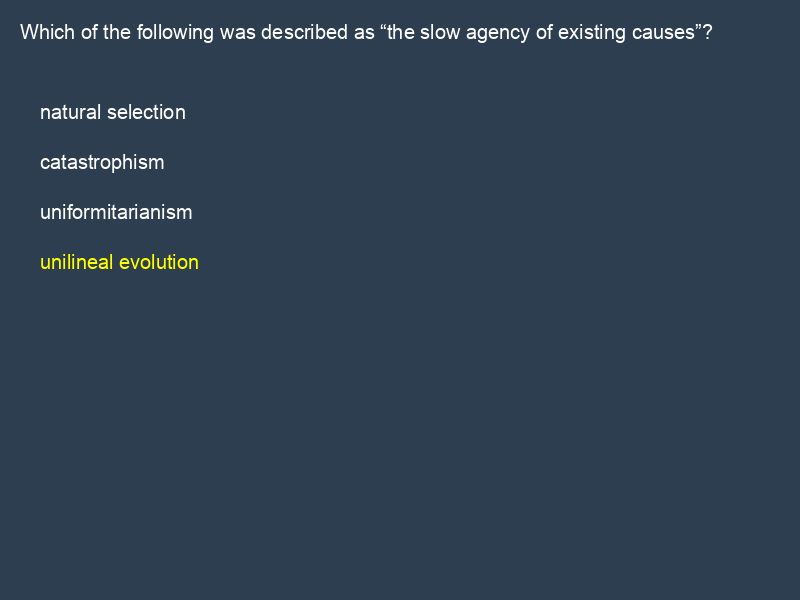 Which of the following was described as “the slow agency of existing causes”?
natural selection
catastrophism
uniformitarianism
unilineal evolution